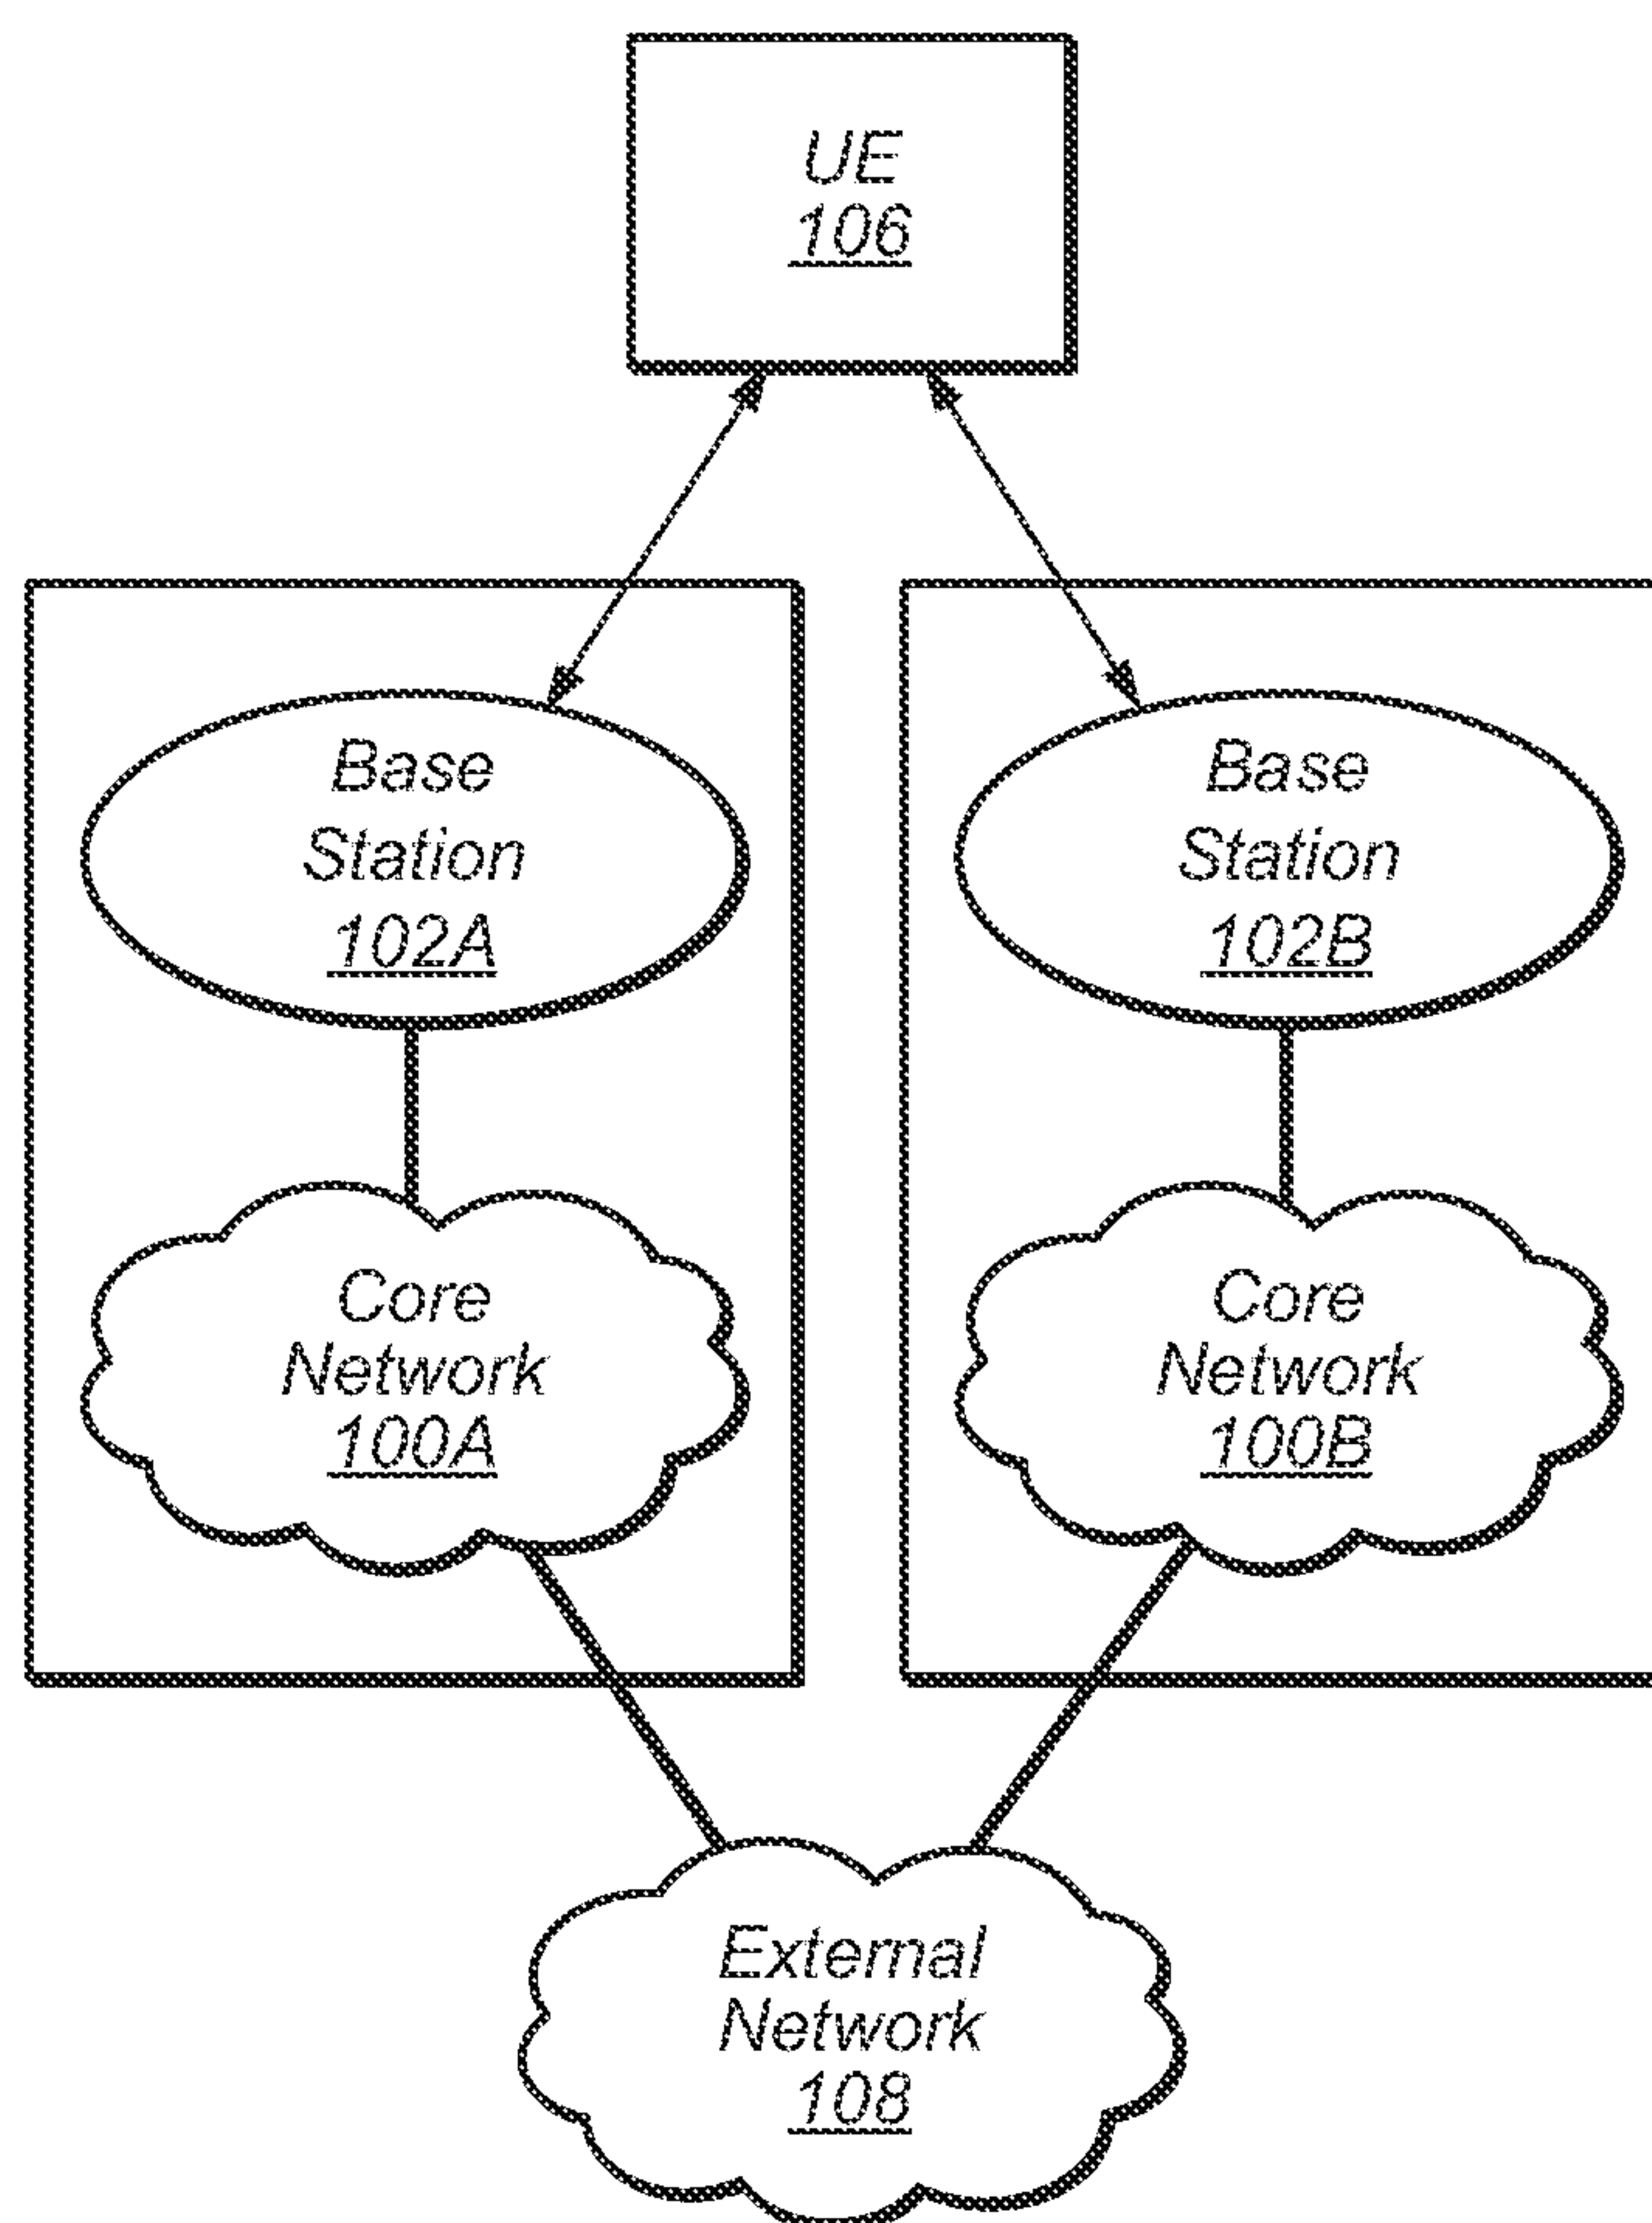 UE
106
Base
Station
102A
Base
Station
102B
Core
Network
100A
Core
Network
100B
External
Network
108